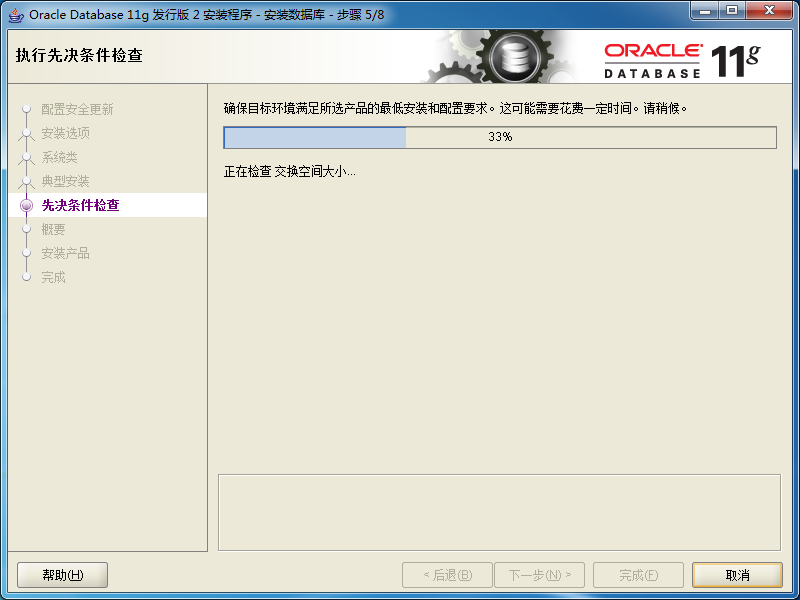 Oracle Database 11g 发行版 2 安装程序 - 安装数据库 - 步骤 5/8
执行先决条件检查
ORACLE
DATABASE
11g
配置安全更新
安装选项
系统类
典型安装
先决条件检查
概要
安装产品
完成
确保目标环境满足所选产品的最低安装和配置要求。这可能需要花费一定时间。请稍候。
33%
正在检查 交换空间大小...
帮助(H)
< 后退(B)
下一步(N) >
完成(F)
取消